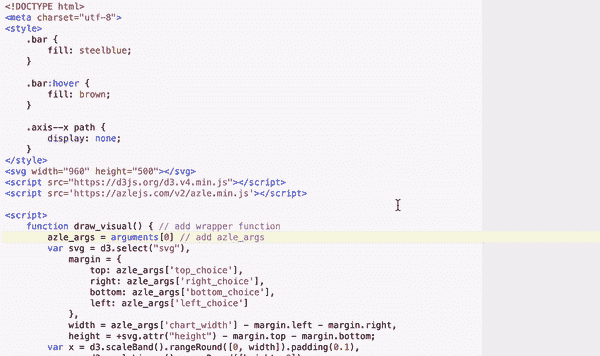 <!DOCTYPE html>
<meta charset="utf-8">
<style>
    .bar {
        fill: steelblue;
    }

    .bar:hover {
        fill: brown;
    }

    .axis--x path {
        display: none;
    }
</style>
<svg width="960" height="500"></svg>
<script src="https://d3js.org/d3.v4.min.js"></script>
<script src='https://azlejs.com/v2/azle.min.js'></script>

<script>
    function draw_visual() { // add wrapper function
        azle_args = arguments[0] // add azle_args
        var svg = d3.select("svg"),
            margin = {
                top: azle_args['top_choice'],
                right: azle_args['right_choice'],
                bottom: azle_args['bottom_choice'],
                left: azle_args['left_choice']
            },
            width = azle_args['chart_width'] - margin.left - margin.right,
            height = +svg.attr("height") - margin.top - margin.bottom;
        var x = d3.scaleBand().rangeRound([0, width]).padding(0.1),